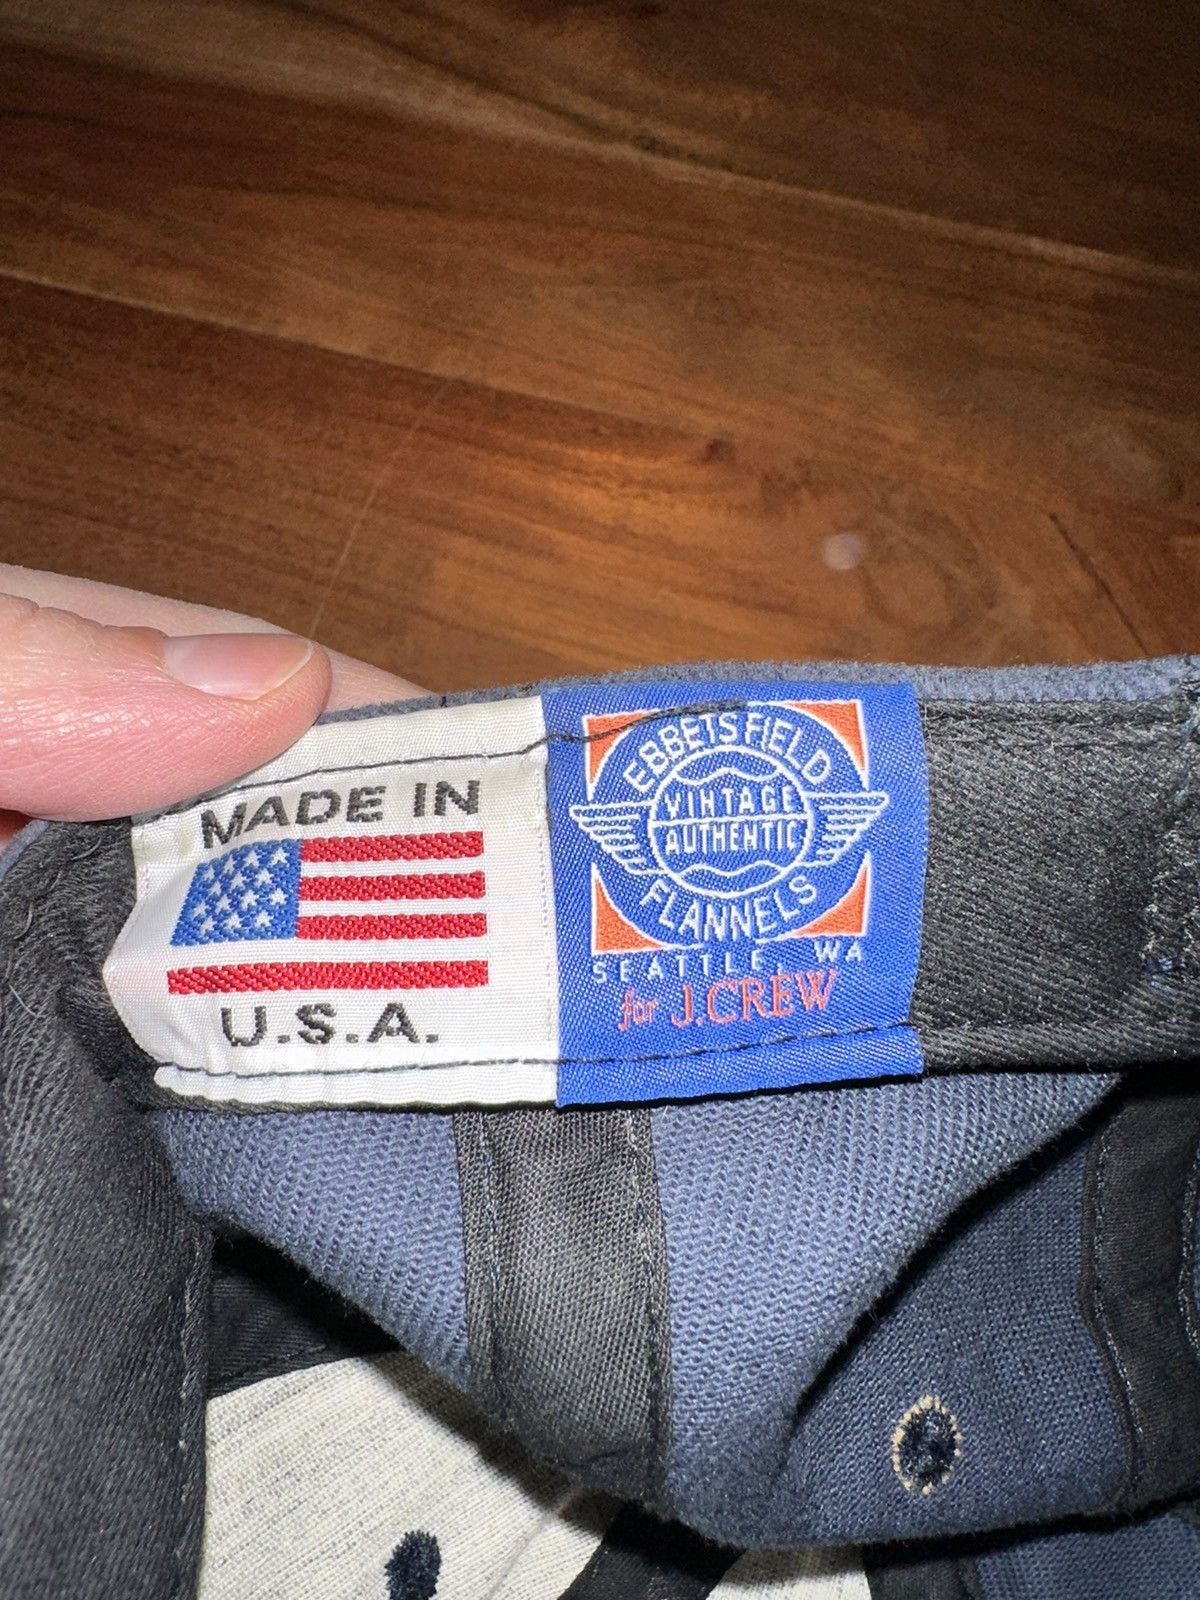 MADE IN
U.S.A.
EBBETS FIELD
VINTAGE
AUTHENTIC
FLANNELS
SEATTLE, WA
for J.CREW